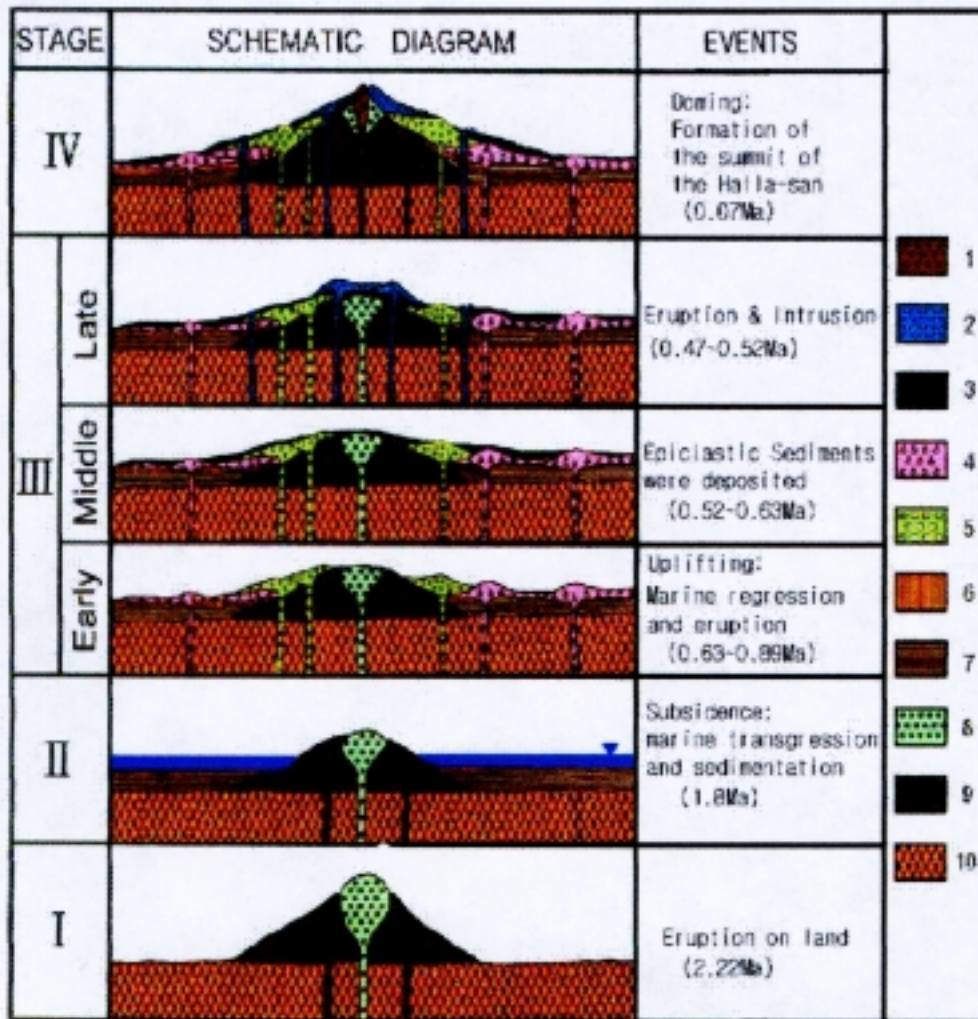 STAGE SCHEMATIC DIAGRAM EVENTS
IV
Doming:
Formation of
the summit of
the Halla-san
(0.07Ma)
III
Late
Eruption & Intrusion
(0.47-0.52Ma)
Middle
Epiclastic Sediments
were deposited
(0.52-0.63Ma)
Early
Uplifting:
Marine regression
and eruption
(0.63-0.89Ma)
II
Subsidence:
marine transgression
and sedimentation
(1.8Ma)
I
Eruption on land
(2.22Ma)
1
2
3
4
5
6
7
8
9
10